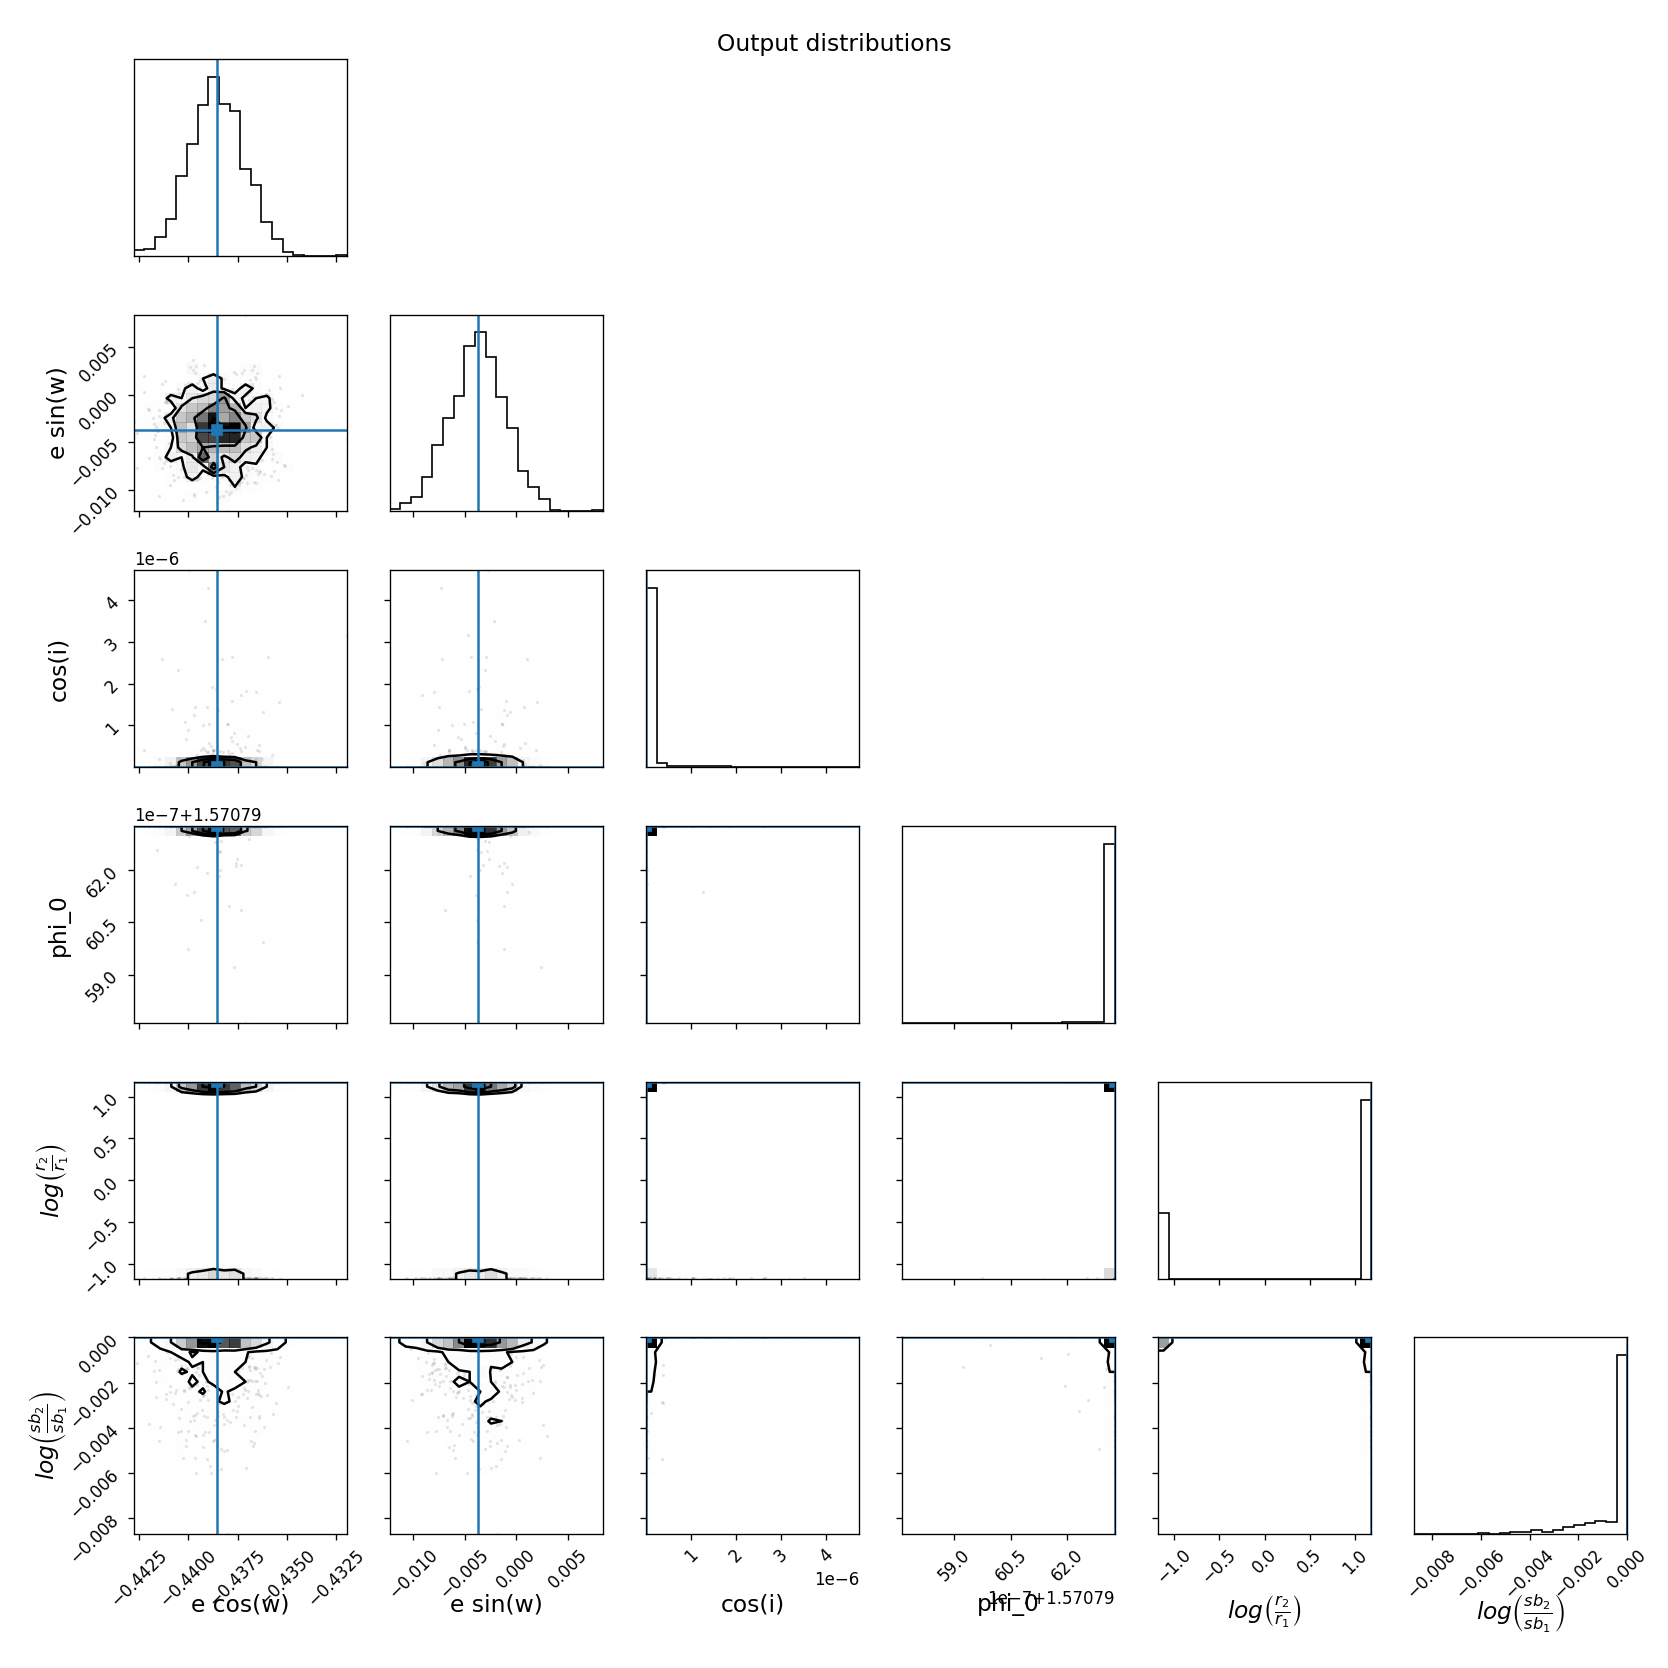 Output distributions
0.005
0.000
−0.005
−0.010
e sin(w)
1e−6
4
3
2
1
cos(i)
1e−7+1.57079
62.0
60.5
59.0
phi_0
1.0
0.5
0.0
−0.5
−1.0
log(r₂/r₁)
0.000
−0.002
−0.004
−0.006
−0.008
log(sb₂/sb₁)
−0.4425 −0.4400 −0.4375 −0.4350 −0.4325
e cos(w)
−0.010 −0.005 0.000 0.005
e sin(w)
1 2 3 4
1e−6
cos(i)
59.0 60.5 62.0
1e−7+1.57079
phi_0
−1.0 −0.5 0.0 0.5 1.0
log(r₂/r₁)
−0.008 −0.006 −0.004 −0.002 0.000
log(sb₂/sb₁)